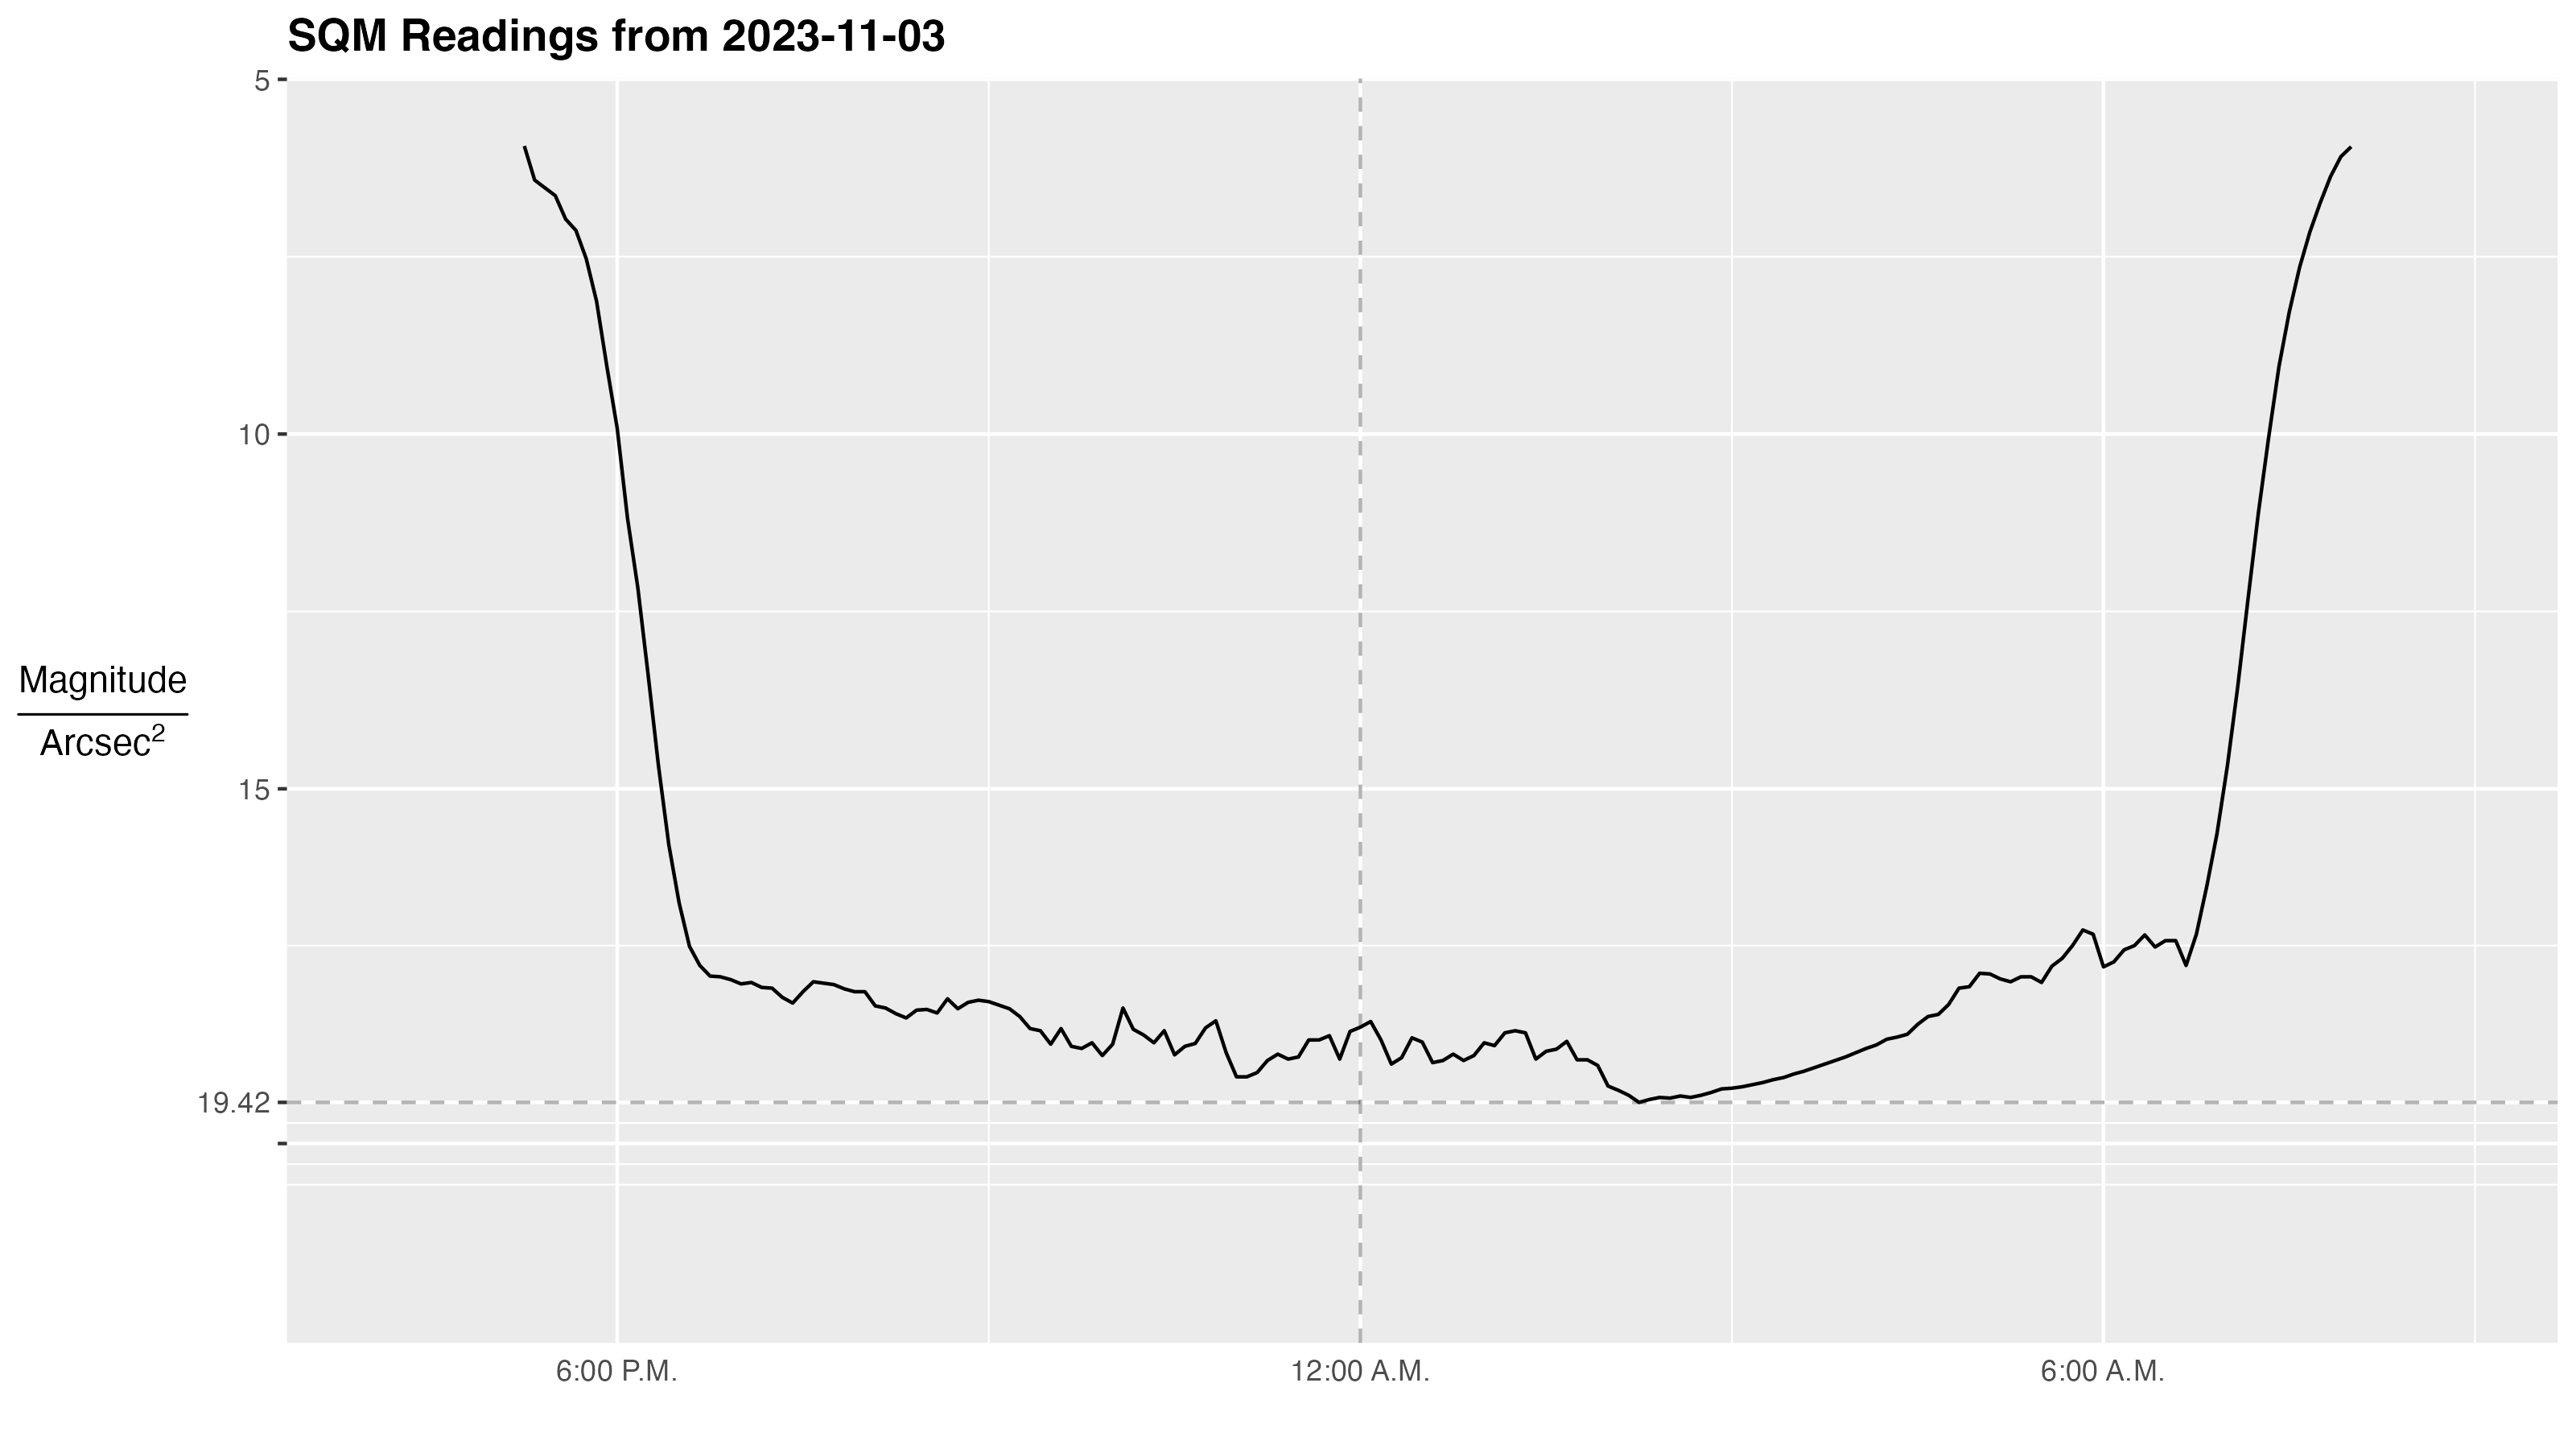 SQM Readings from 2023-11-03
5
10
15
19.42
Magnitude
Arcsec²
6:00 P.M.
12:00 A.M.
6:00 A.M.